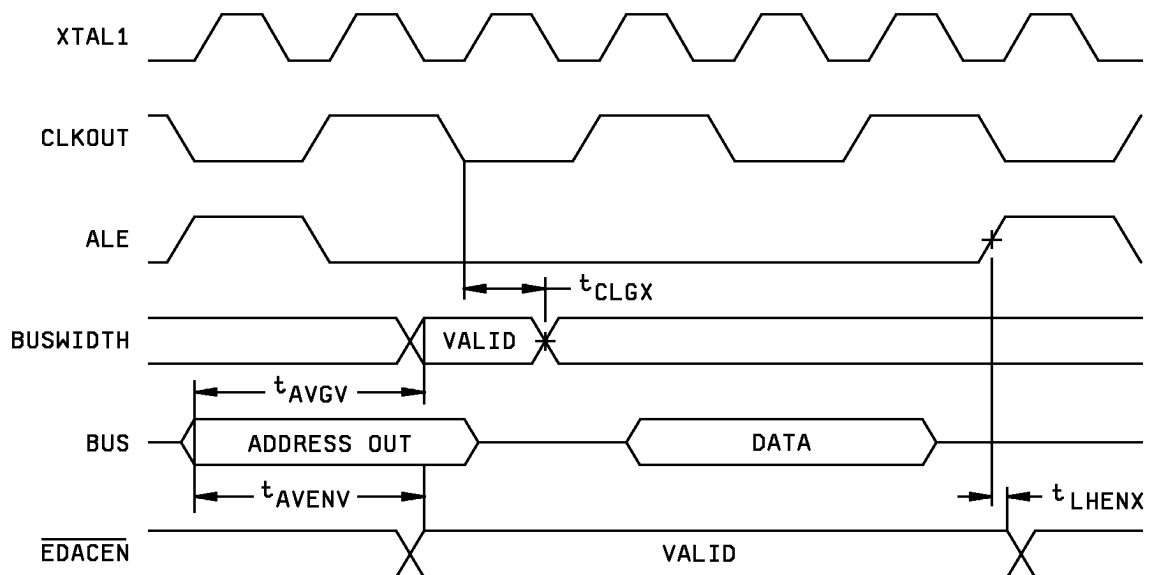 XTAL1
CLKOUT
ALE
tCLGX
BUSWIDTH
VALID
tAVGV
BUS
ADDRESS OUT
DATA
tAVENV
tLHENX
EDACEN
VALID